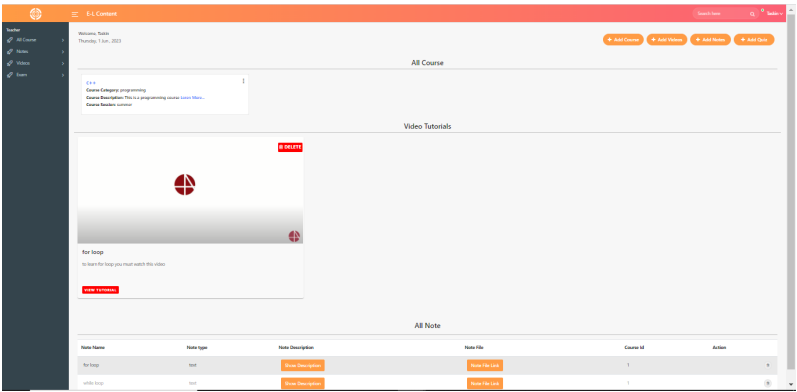 E-L Content
Search here
Taskin
Teacher
All Course
Notes
Videos
Exam
Welcome, Taskin
Thursday, 1 Jun , 2023
+ Add Course
+ Add Videos
+ Add Notes
+ Add Quiz
All Course
C++
Course Category: programming
Course Description: This is a programming course Learn More...
Course Session: summer
Video Tutorials
DELETE
for loop
to learn for loop you must watch this video.
VIEW TUTORIAL
All Note
Note Name Note type Note Description Note File Course Id Action
for loop text Show Description Note File Link 1
while loop text Show Description Note File Link 1